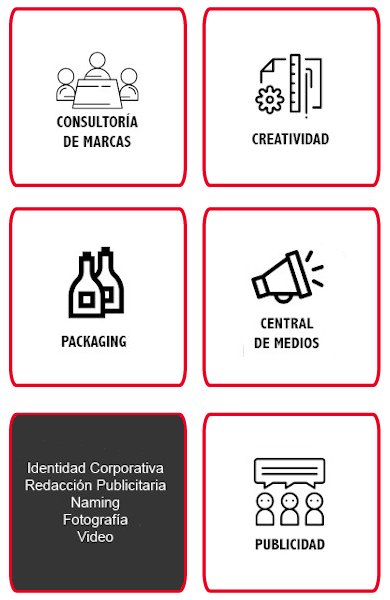 CONSULTORÍA
DE MARCAS
CREATIVIDAD
PACKAGING
CENTRAL
DE MEDIOS
Identidad Corporativa
Redacción Publicitaria
Naming
Fotografía
Video
PUBLICIDAD